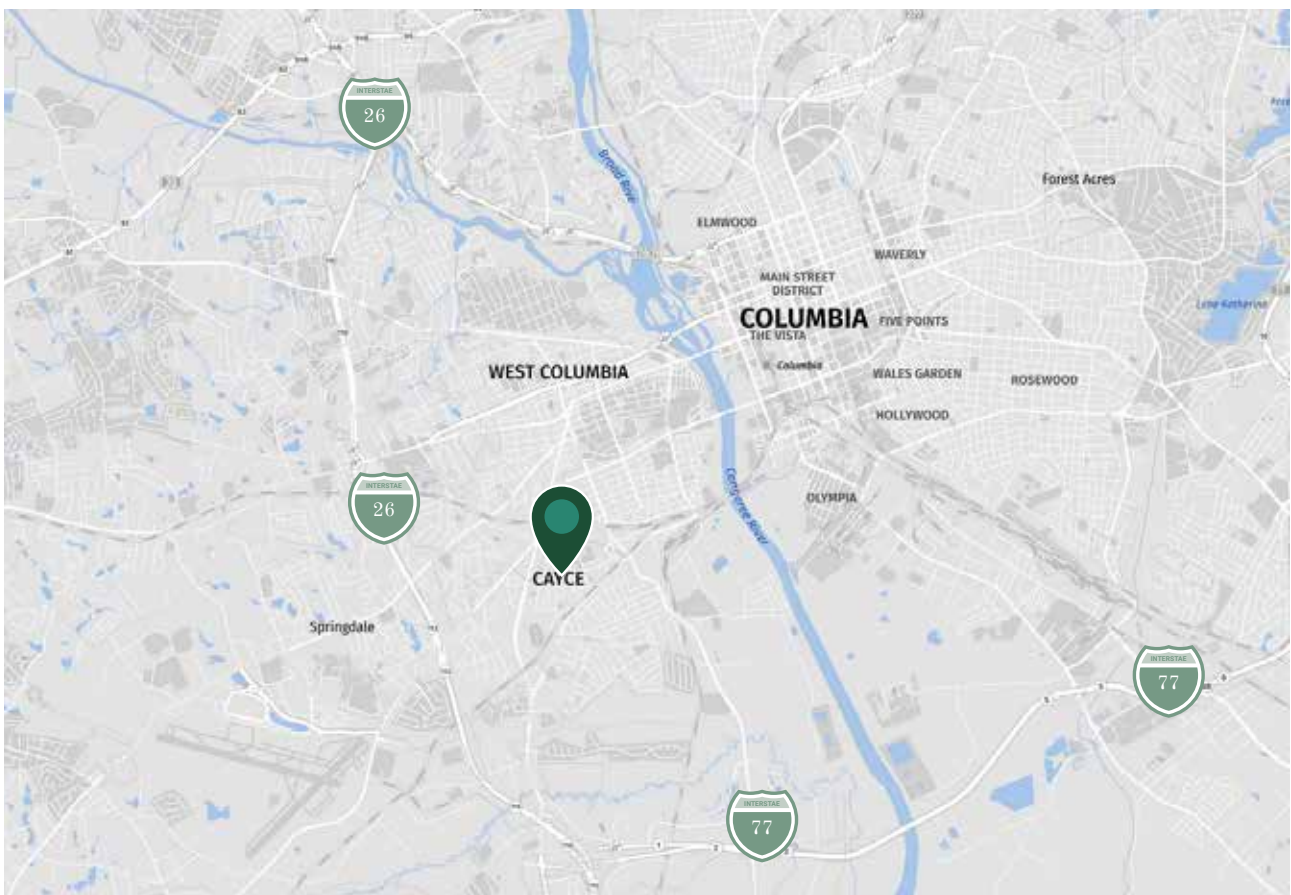 INTERSTAE
26
Broad River
Forest Acres
ELMWOOD
WAVERLY
MAIN STREET
DISTRICT
COLUMBIA
FIVE POINTS
THE VISTA
Lake Katherine
Columbia
WEST COLUMBIA
WALES GARDEN
ROSEWOOD
HOLLYWOOD
INTERSTAE
26
Congaree River
OLYMPIA
CAYCE
Springdale
INTERSTAE
77
INTERSTAE
77